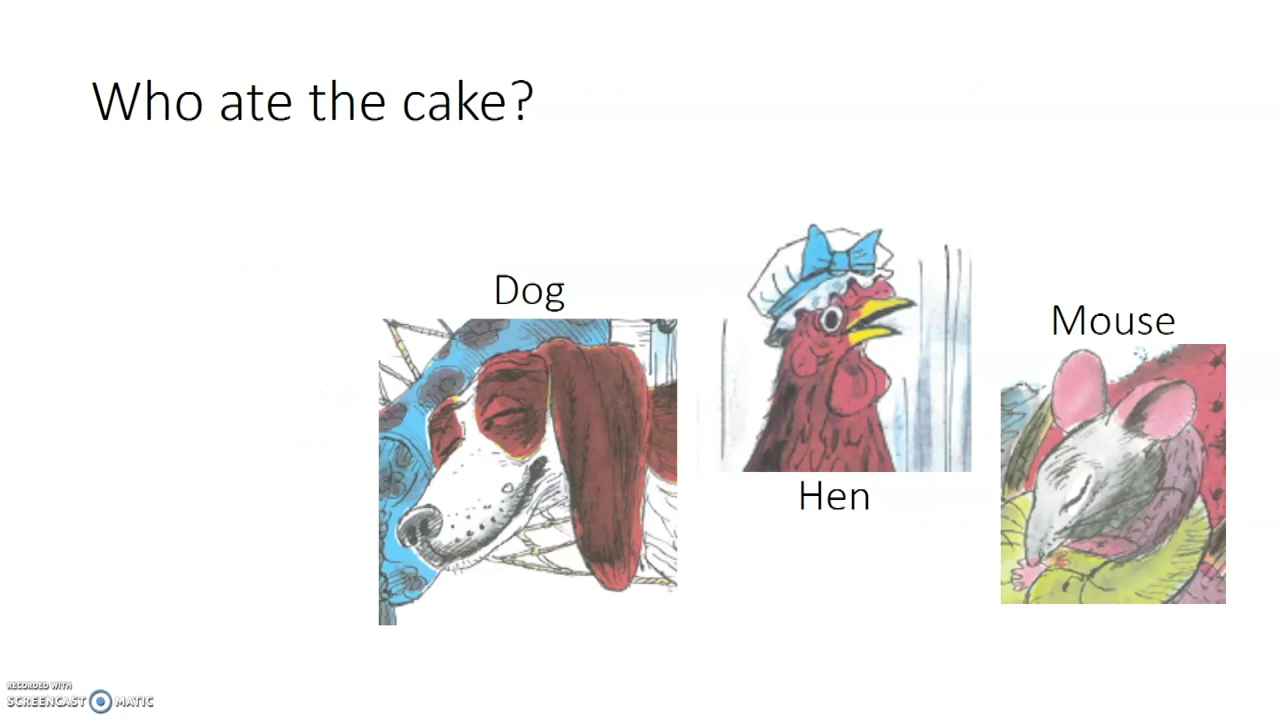 Who ate the cake?
Dog
Hen
Mouse
RECORDED WITH
SCREENCAST MATIC